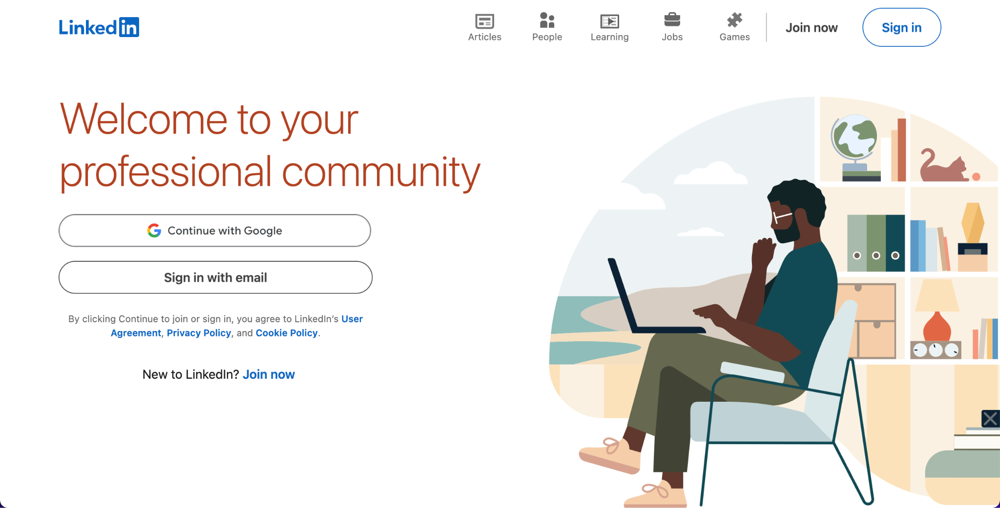 LinkedIn
Articles
People
Learning
Jobs
Games
Join now
Sign in
Welcome to your
professional community
Continue with Google
Sign in with email
By clicking Continue to join or sign in, you agree to LinkedIn’s User
Agreement, Privacy Policy, and Cookie Policy.
New to LinkedIn? Join now